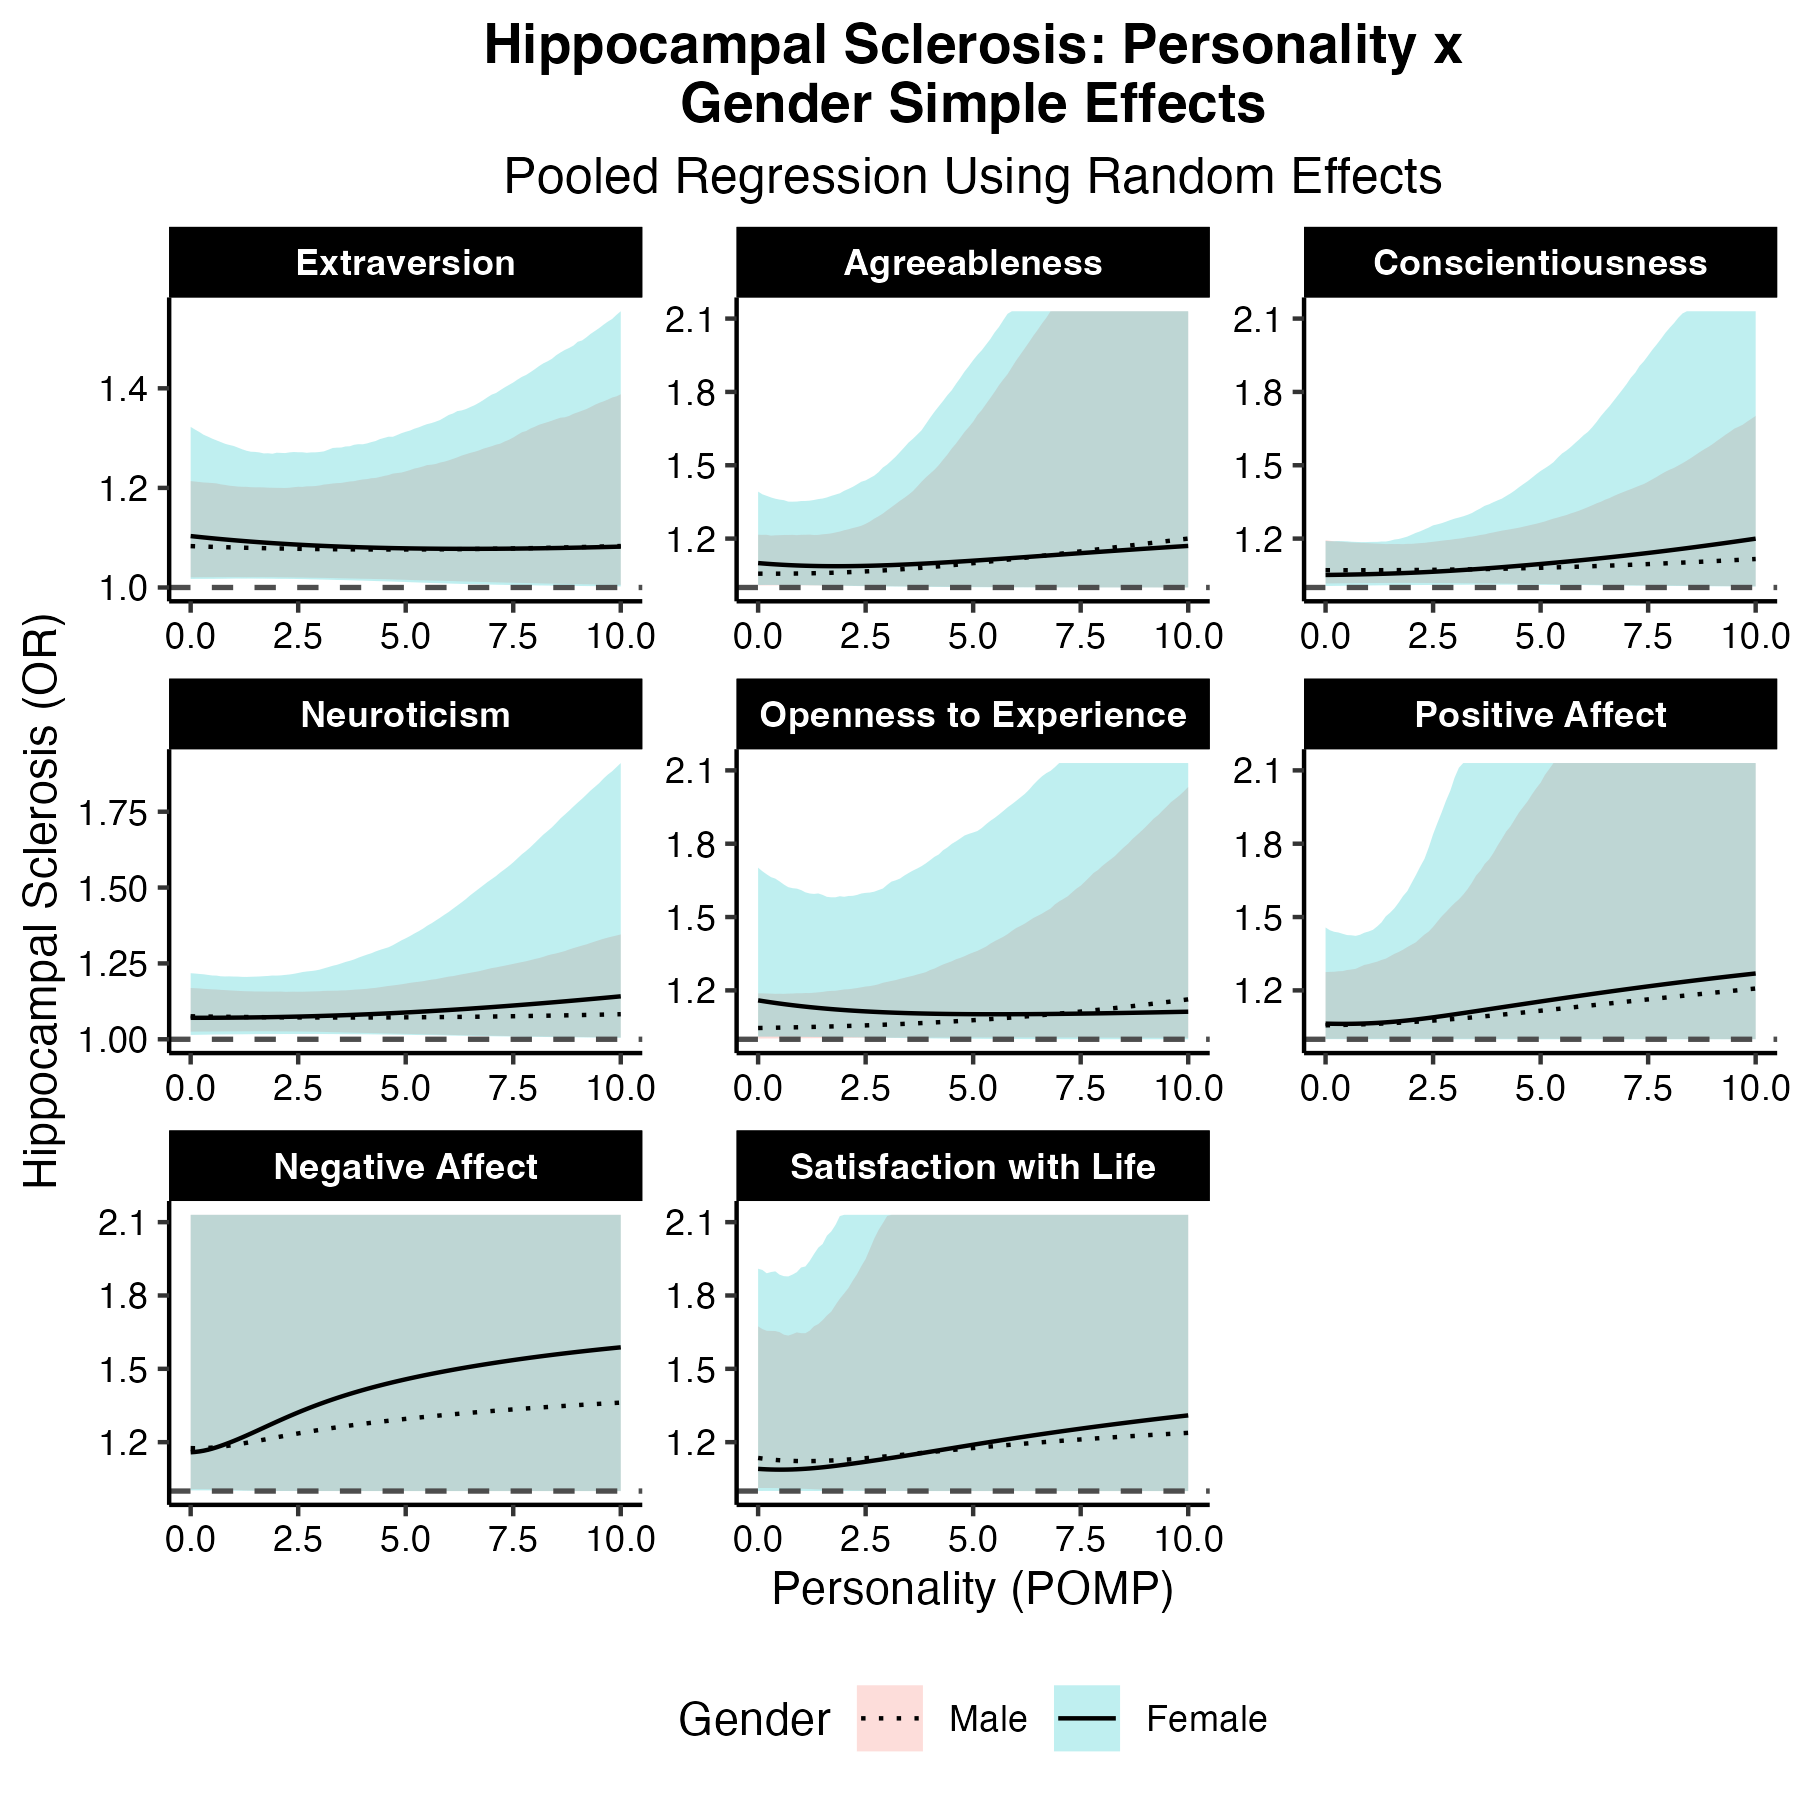 Hippocampal Sclerosis: Personality x
Gender Simple Effects
Pooled Regression Using Random Effects
Extraversion
Agreeableness
Conscientiousness
1.4
1.2
1.0
2.1
1.8
1.5
1.2
2.1
1.8
1.5
1.2
0.0 2.5 5.0 7.5 10.0
0.0 2.5 5.0 7.5 10.0
0.0 2.5 5.0 7.5 10.0
Hippocampal Sclerosis (OR)
Neuroticism
Openness to Experience
Positive Affect
1.75
1.50
1.25
1.00
2.1
1.8
1.5
1.2
2.1
1.8
1.5
1.2
0.0 2.5 5.0 7.5 10.0
0.0 2.5 5.0 7.5 10.0
0.0 2.5 5.0 7.5 10.0
Negative Affect
Satisfaction with Life
2.1
1.8
1.5
1.2
2.1
1.8
1.5
1.2
0.0 2.5 5.0 7.5 10.0
0.0 2.5 5.0 7.5 10.0
Personality (POMP)
Gender Male Female